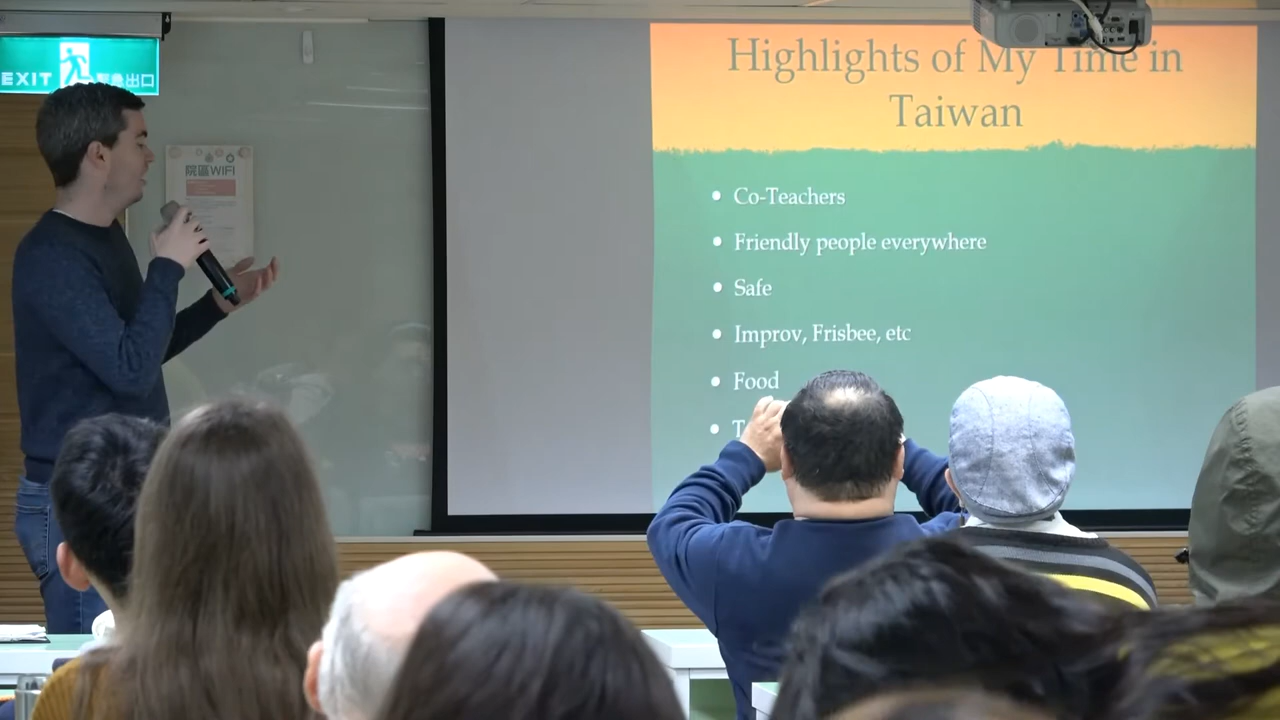 EXIT 緊急出口
院區WIFI
Highlights of My Time in
Taiwan
• Co-Teachers
• Friendly people everywhere
• Safe
• Improv, Frisbee, etc
• Food